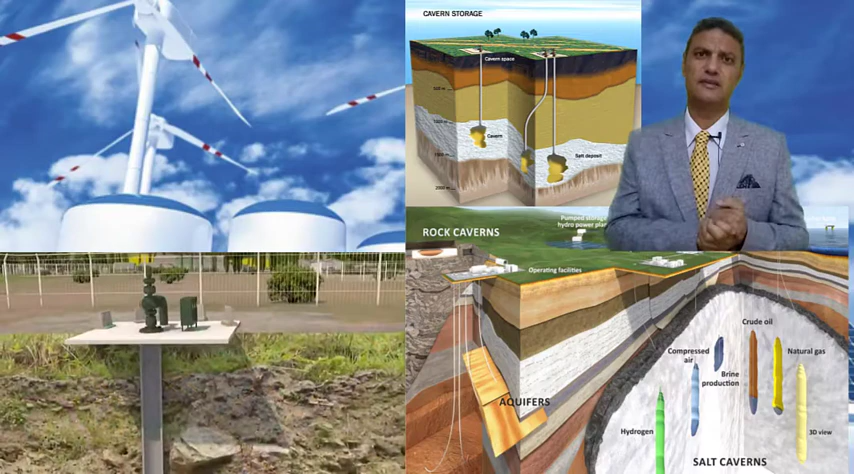 CAVERN STORAGE
Cavern space
Cavern
Salt deposit
ROCK CAVERNS
Pumped storage
hydro power plan
Operating facilities
Crude oil
Compressed
air
Natural gas
Brine
production
AQUIFERS
Hydrogen
3D view
SALT CAVERNS